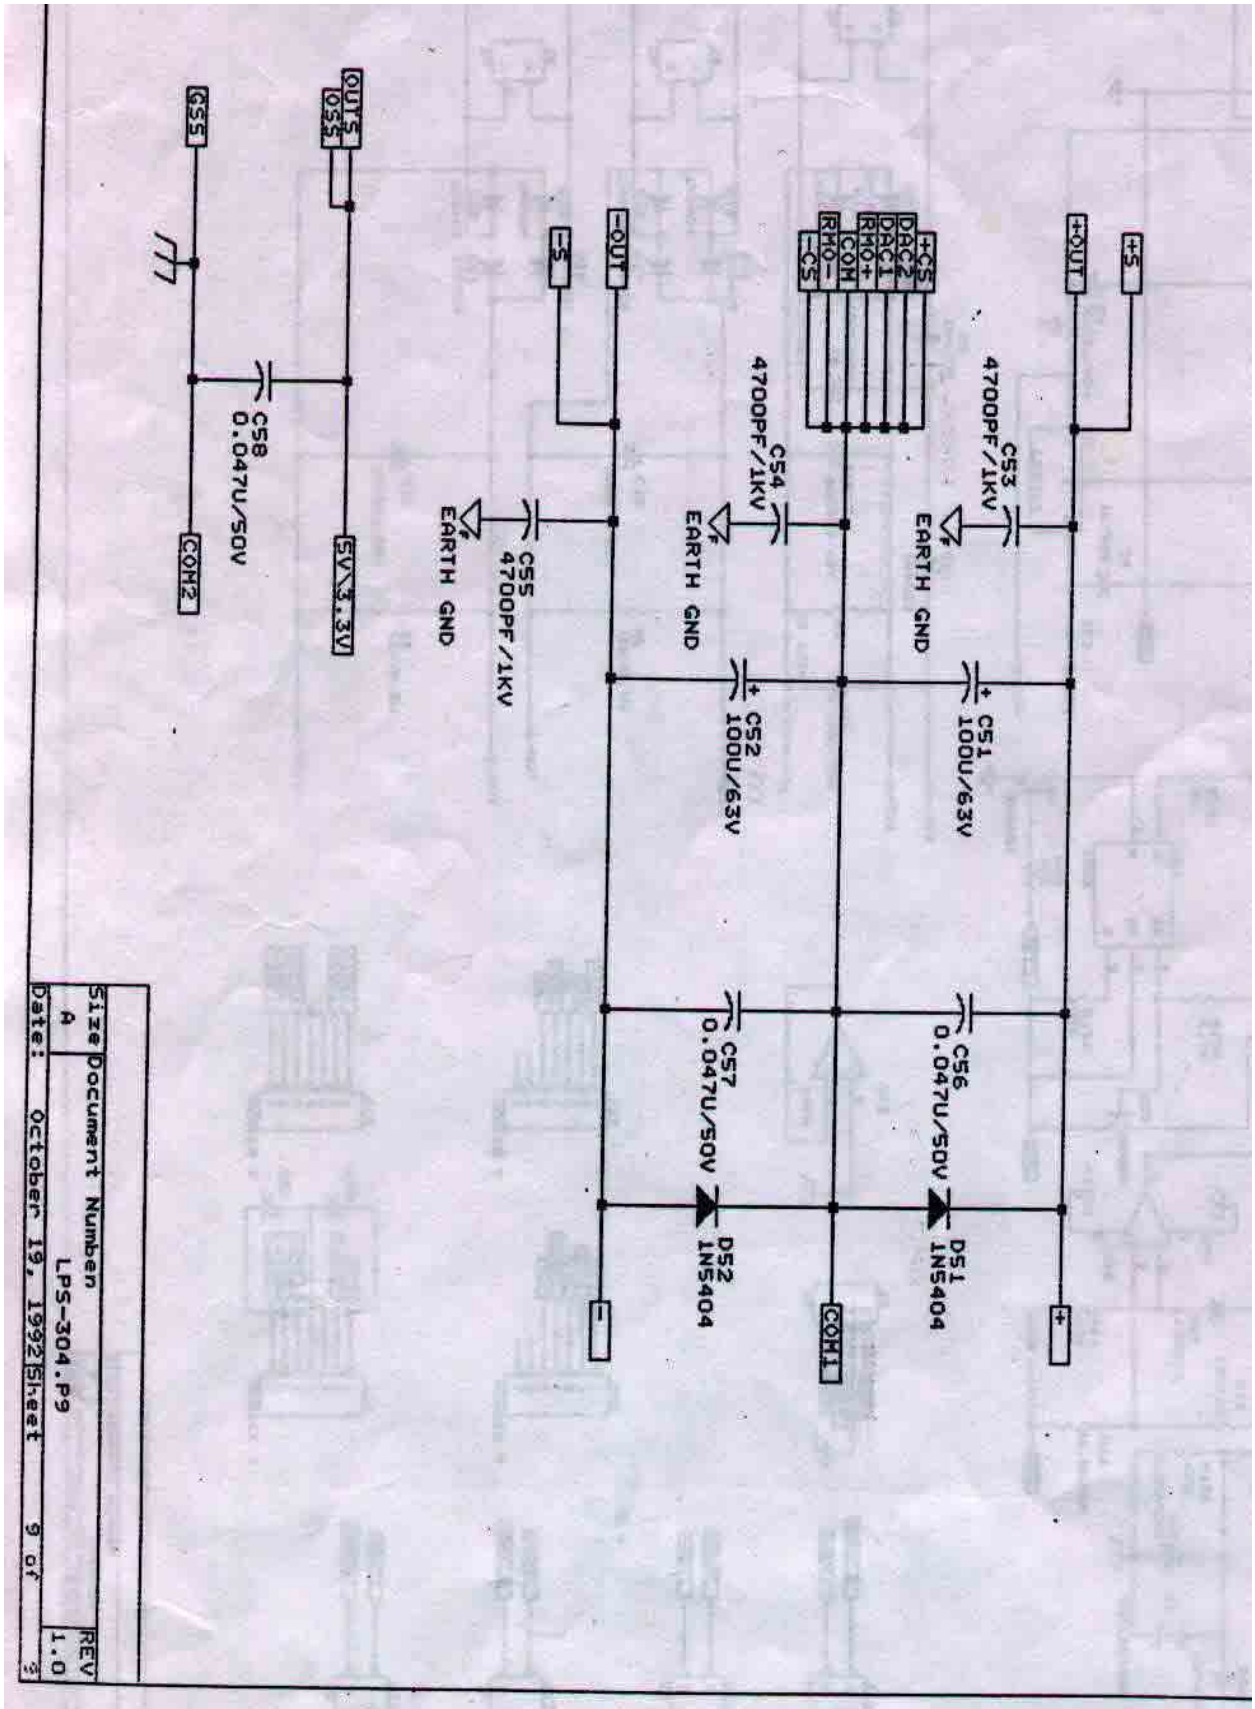 +S
+OUT
+CS
DAC2
DAC1
RMO+
COM
RMO-
-CS
-OUT
-S
OUT5
OS5
GS5
C53
4700PF/1KV
EARTH GND
C54
4700PF/1KV
EARTH GND
C55
4700PF/1KV
EARTH GND
+
C51
100U/63V
+
C52
100U/63V
C56
0.047U/50V
C57
0.047U/50V
D51
1N5404
D52
1N5404
+
COM1
-
C58
0.047U/50V
5V\3.3V
COM2
Size Document Number REV
A LPS-304.P9 1.0
Date: October 19, 1992 Sheet 9 of